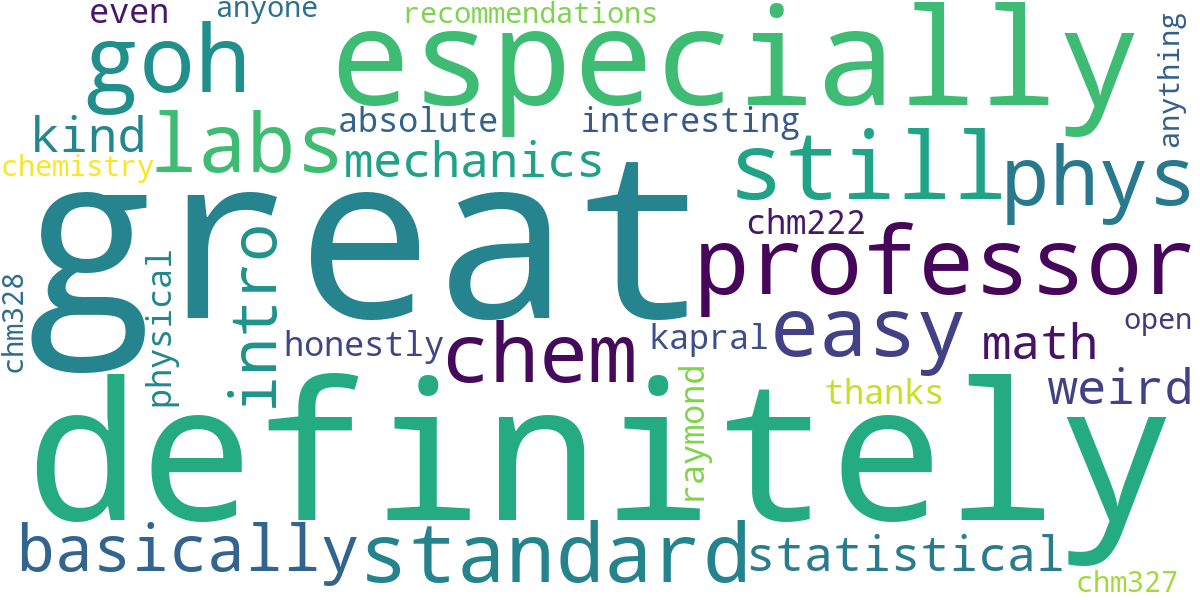 even
anyone
recommendations
goh
especially
anything
kind
labs
absolute
interesting
chemistry
mechanics
still
phys
great
chm222
professor
chm328
physical
intro
honestly
chem
kapral
easy
math
open
raymond
thanks
weird
definitely
basically
standard
statistical
chm327